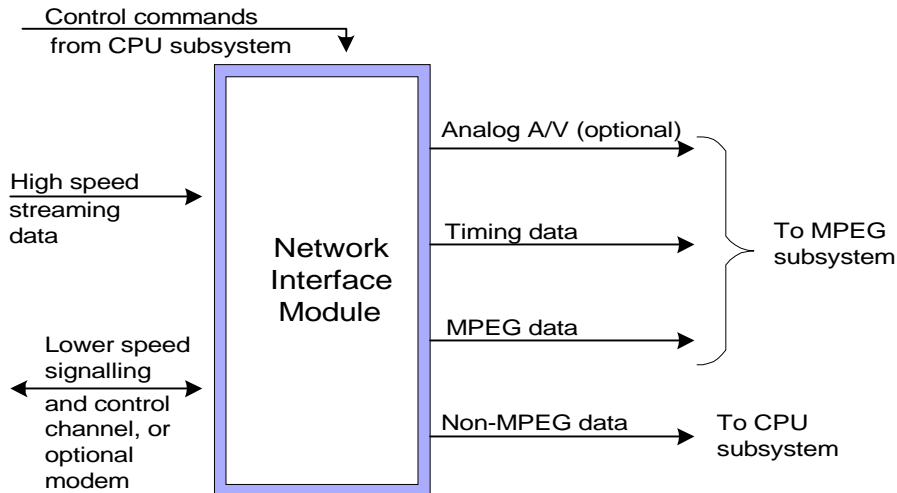 Control commands
from CPU subsystem
Analog A/V (optional)
High speed
streaming
data
Timing data
To MPEG
subsystem
Network
Interface
Module
MPEG data
Lower speed
signalling
and control
channel, or
optional
modem
Non-MPEG data
To CPU
subsystem